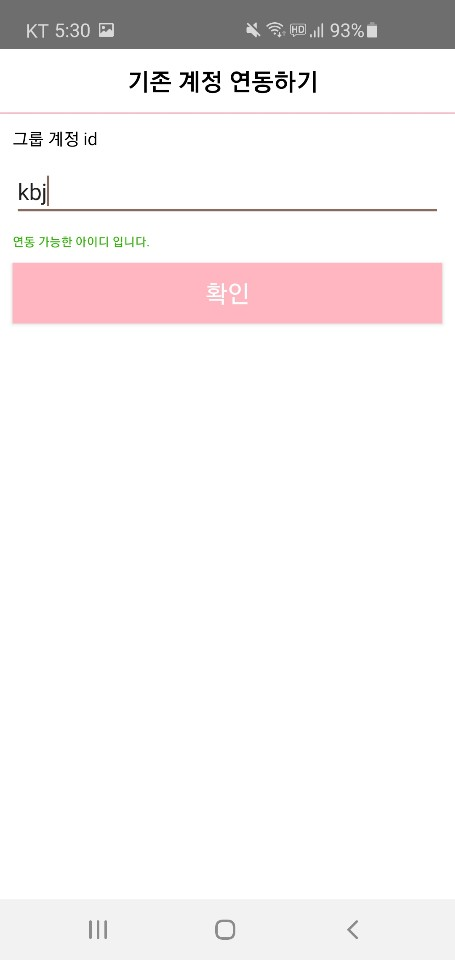 KT 5:30 HD 93%
기존 계정 연동하기
그룹 계정 id
kbj
연동 가능한 아이디 입니다.
확인